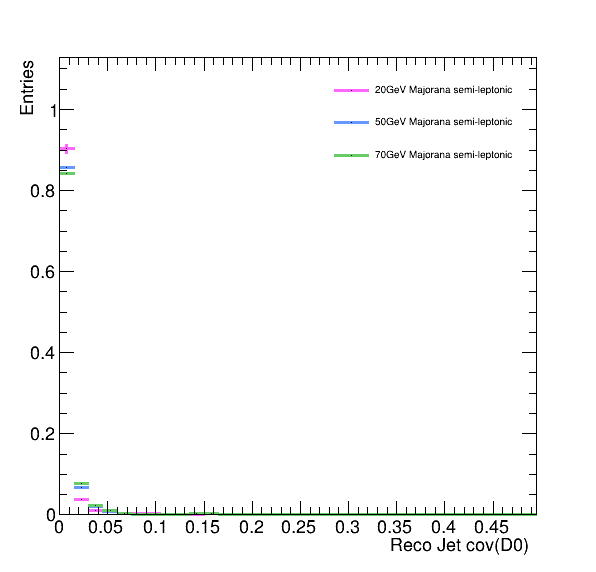 Entries
20GeV Majorana semi-leptonic
50GeV Majorana semi-leptonic
70GeV Majorana semi-leptonic
1
0.8
0.6
0.4
0.2
0
0 0.05 0.1 0.15 0.2 0.25 0.3 0.35 0.4 0.45
Reco Jet cov(D0)